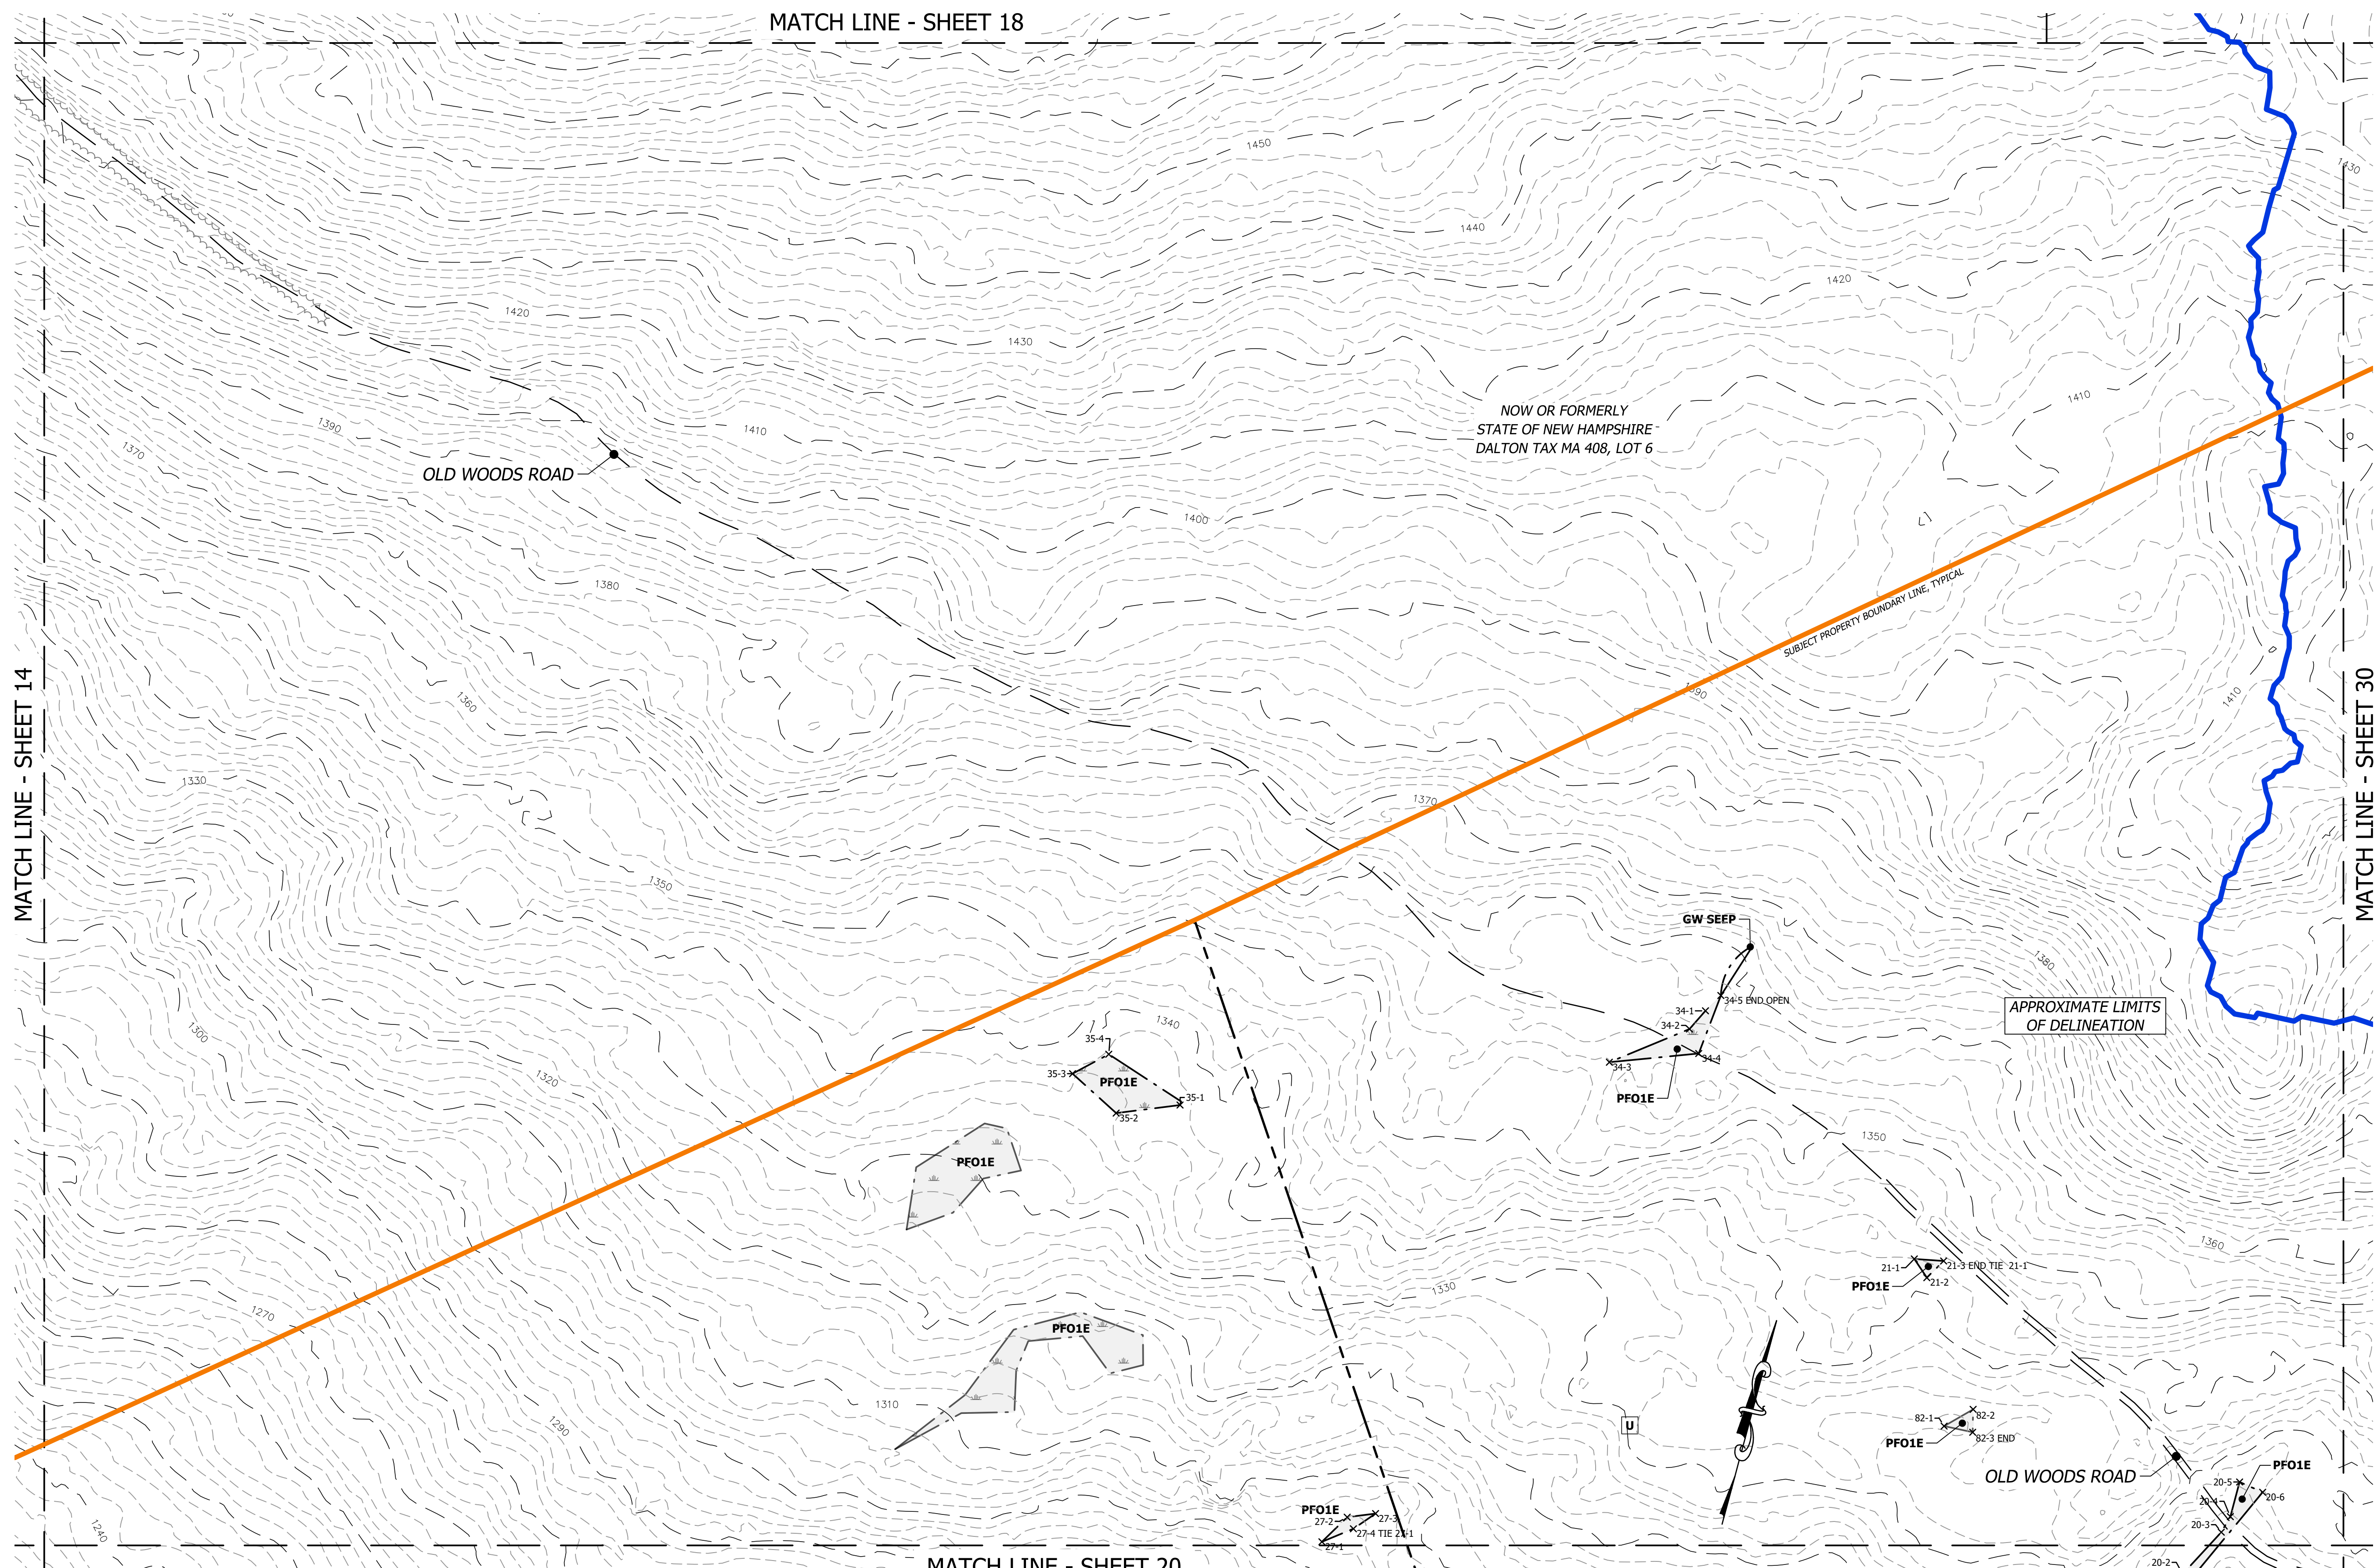 MATCH LINE - SHEET 18
1450
1430
1440
1420
1420
1430
1410
NOW OR FORMERLY
STATE OF NEW HAMPSHIRE
DALTON TAX MA 408, LOT 6
1390
1410
1370
OLD WOODS ROAD
1400
1380
SUBJECT PROPERTY BOUNDARY LINE, TYPICAL
1390
1410
1360
MATCH LINE - SHEET 14
MATCH LINE - SHEET 30
1330
1370
1350
GW SEEP
1380
34-5 END OPEN
APPROXIMATE LIMITS
OF DELINEATION
34-1
34-2
1340
1300
35-4
34-4
34-3
35-3
PFO1E
1320
35-1
PFO1E
35-2
1350
PFO1E
1360
21-1
21-3 END TIE 21-1
21-2
PFO1E
1330
1270
PFO1E
1310
82-1
82-2
U
82-3 END
PFO1E
1290
PFO1E
OLD WOODS ROAD
20-5
20-6
20-4
PFO1E
27-2
27-3
20-3
1240
27-4 TIE 27-1
27-1
20-2
MATCH LINE - SHEET 20